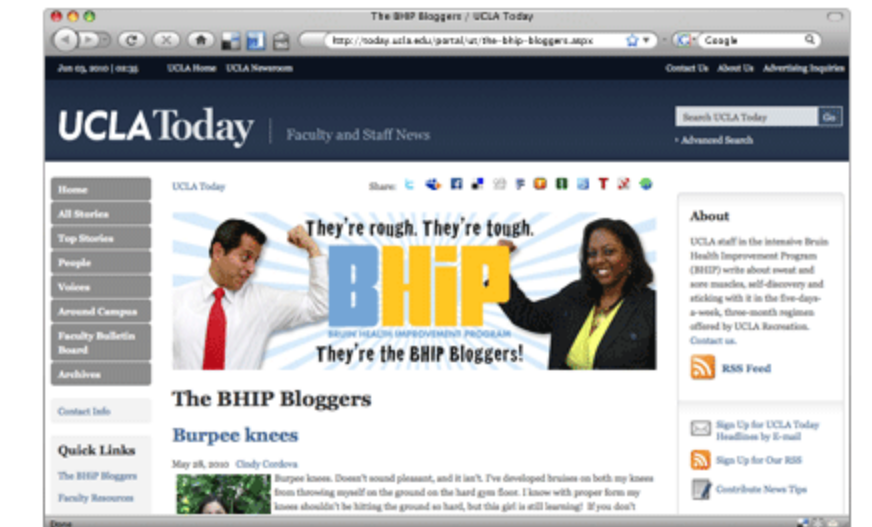 The BHIP Bloggers / UCLA Today
http://today.ucla.edu/portal/ut/the-bhip-bloggers.aspx
Google
Jun 03, 2010 | 02:35
UCLA Home UCLA Newsroom
Contact Us About Us Advertising Inquiries
UCLA Today | Faculty and Staff News
Search UCLA Today
Go
Advanced Search
Home
All Stories
Top Stories
People
Voices
Around Campus
Faculty Bulletin
Board
Archives
Contact Info
Quick Links
The BHIP Bloggers
Faculty Resources
UCLA Today
Share:
They're rough. They're tough.
BHiP
BRUIN HEALTH IMPROVEMENT PROGRAM
They're the BHIP Bloggers!
The BHIP Bloggers
Burpee knees
May 28, 2010 Cindy Cordova
Burpee knees. Doesn't sound pleasant, and it isn't. I've developed bruises on both my knees
from throwing myself on the ground on the hard gym floor. I know with proper form my
knees shouldn't be hitting the ground so hard, but this girl is still learning! If you don't
About
UCLA staff in the intensive Bruin
Health Improvement Program
(BHIP) write about sweat and
sore muscles, self-discovery and
sticking with it in the five-days-
a-week, three-month regimen
offered by UCLA Recreation.
Contact us.
RSS Feed
Sign Up for UCLA Today
Headlines by E-mail
Sign Up for Our RSS
Contribute News Tips
Done